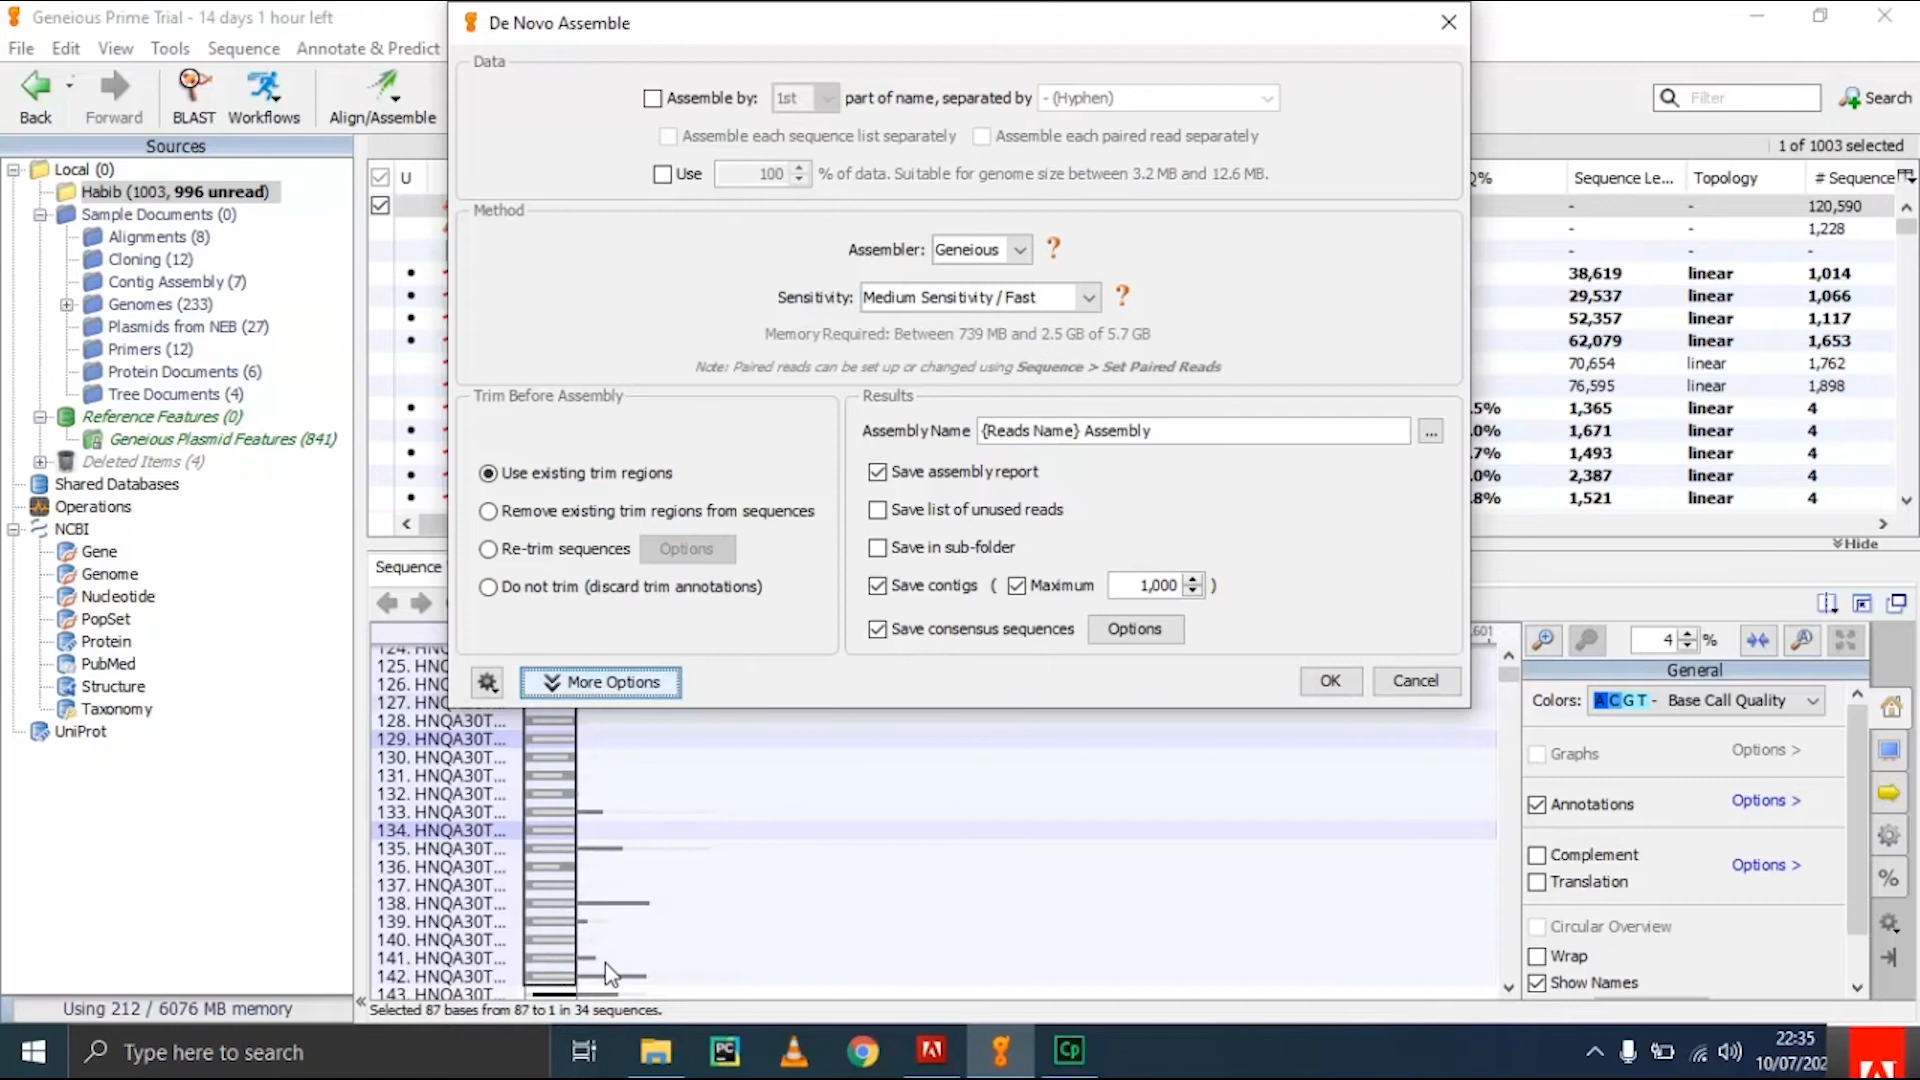 Geneious Prime Trial - 14 days 1 hour left
File Edit View Tools Sequence Annotate & Predict
Back Forward BLAST Workflows Align/Assemble
Filter Search
Sources
1 of 1003 selected
Local (0)
Habib (1003, 996 unread)
Sample Documents (0)
Alignments (8)
Cloning (12)
Contig Assembly (7)
Genomes (233)
Plasmids from NEB (27)
Primers (12)
Protein Documents (6)
Tree Documents (4)
Reference Features (0)
Geneious Plasmid Features (841)
Deleted Items (4)
Shared Databases
Operations
NCBI
Gene
Genome
Nucleotide
PopSet
Protein
PubMed
Structure
Taxonomy
UniProt
Using 212 / 6076 MB memory
De Novo Assemble
Data
Assemble by: 1st part of name, separated by - (Hyphen)
Assemble each sequence list separately Assemble each paired read separately
Use 100 % of data. Suitable for genome size between 3.2 MB and 12.6 MB.
Method
Assembler: Geneious ?
Sensitivity: Medium Sensitivity / Fast ?
Memory Required: Between 739 MB and 2.5 GB of 5.7 GB
Note: Paired reads can be set up or changed using Sequence > Set Paired Reads
Trim Before Assembly
Use existing trim regions
Remove existing trim regions from sequences
Re-trim sequences Options
Do not trim (discard trim annotations)
Results
Assembly Name {Reads Name} Assembly ...
Save assembly report
Save list of unused reads
Save in sub-folder
Save contigs ( Maximum 1,000 )
Save consensus sequences Options
More Options OK Cancel
U
Q% Sequence Le... Topology # Sequence
- - 120,590
- - 1,228
- - -
38,619 linear 1,014
29,537 linear 1,066
52,357 linear 1,117
62,079 linear 1,653
70,654 linear 1,762
76,595 linear 1,898
.5% 1,365 linear 4
.0% 1,671 linear 4
.7% 1,493 linear 4
.0% 2,387 linear 4
.8% 1,521 linear 4
Hide
Sequence
601
124. HNQ
125. HNQ
126. HNQ
127. HNQ
128. HNQA30T...
129. HNQA30T...
130. HNQA30T...
131. HNQA30T...
132. HNQA30T...
133. HNQA30T...
134. HNQA30T...
135. HNQA30T...
136. HNQA30T...
137. HNQA30T...
138. HNQA30T...
139. HNQA30T...
140. HNQA30T...
141. HNQA30T...
142. HNQA30T...
143. HNQA30T...
Selected 87 bases from 87 to 1 in 34 sequences.
4 %
General
Colors: ACGT - Base Call Quality
Graphs Options >
Annotations Options >
Complement
Options >
Translation
Circular Overview
Wrap
Show Names
%
Type here to search
PC
Cp
22:35
10/07/202